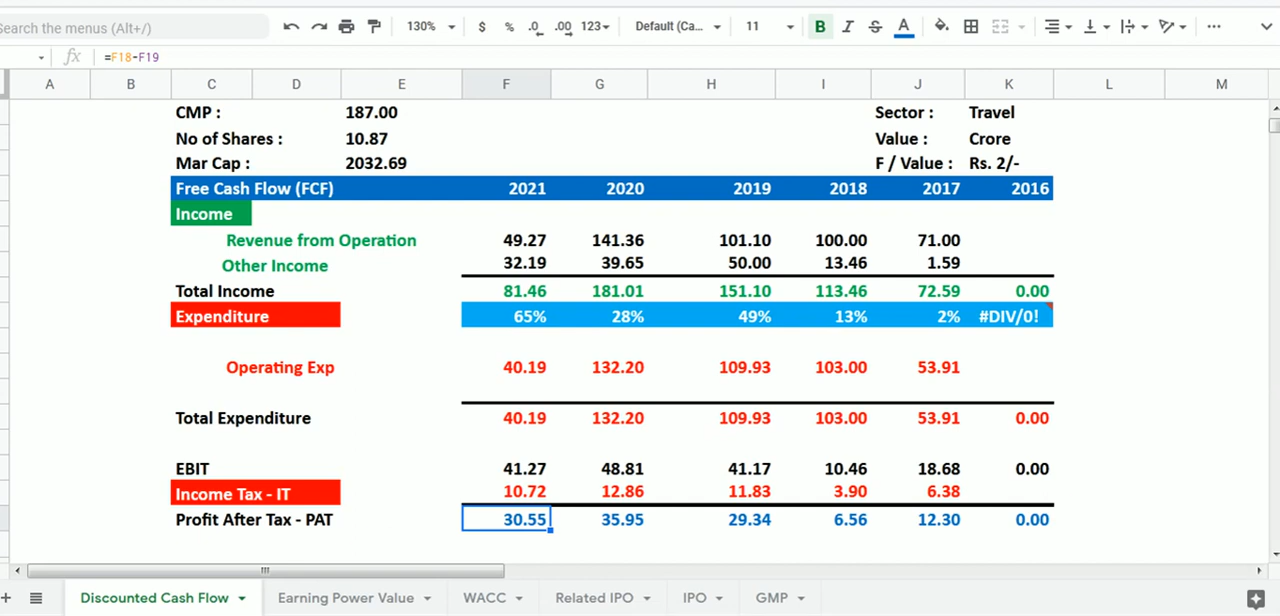 Search the menus (Alt+/) 130% $ % .0 .00 123 Default (Ca... 11 B I S A ...
fx =F18-F19
A B C D E F G H I J K L M
CMP : 187.00 Sector : Travel
No of Shares : 10.87 Value : Crore
Mar Cap : 2032.69 F / Value : Rs. 2/-
Free Cash Flow (FCF) 2021 2020 2019 2018 2017 2016
Income
Revenue from Operation 49.27 141.36 101.10 100.00 71.00
Other Income 32.19 39.65 50.00 13.46 1.59
Total Income 81.46 181.01 151.10 113.46 72.59 0.00
Expenditure 65% 28% 49% 13% 2% #DIV/0!
Operating Exp 40.19 132.20 109.93 103.00 53.91
Total Expenditure 40.19 132.20 109.93 103.00 53.91 0.00
EBIT 41.27 48.81 41.17 10.46 18.68 0.00
Income Tax - IT 10.72 12.86 11.83 3.90 6.38
Profit After Tax - PAT 30.55 35.95 29.34 6.56 12.30 0.00
Discounted Cash Flow Earning Power Value WACC Related IPO IPO GMP